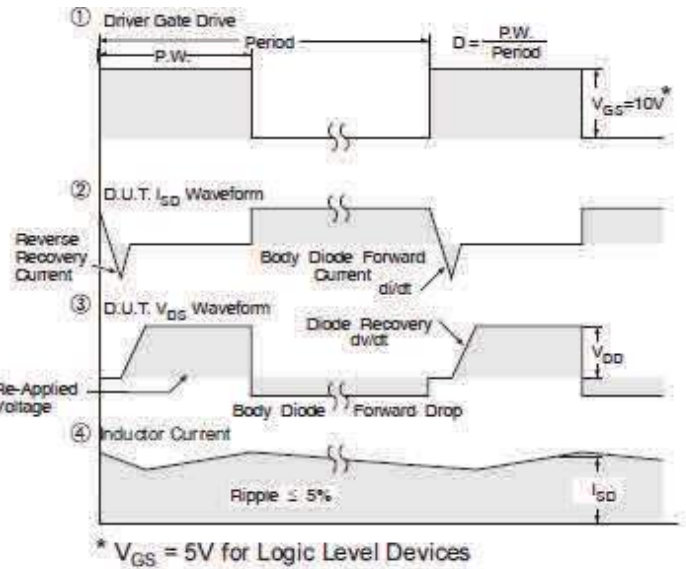 ① Driver Gate Drive
P.W.
Period
D = P.W.
Period
V_GS=10V*
② D.U.T. I_SD Waveform
Reverse
Recovery
Current
Body Diode Forward
Current
di/dt
③ D.U.T. V_DS Waveform
Diode Recovery
dv/dt
V_DD
Re-Applied
Voltage
Body Diode Forward Drop
④ Inductor Current
Ripple ≤ 5%
I_SD
* V_GS = 5V for Logic Level Devices